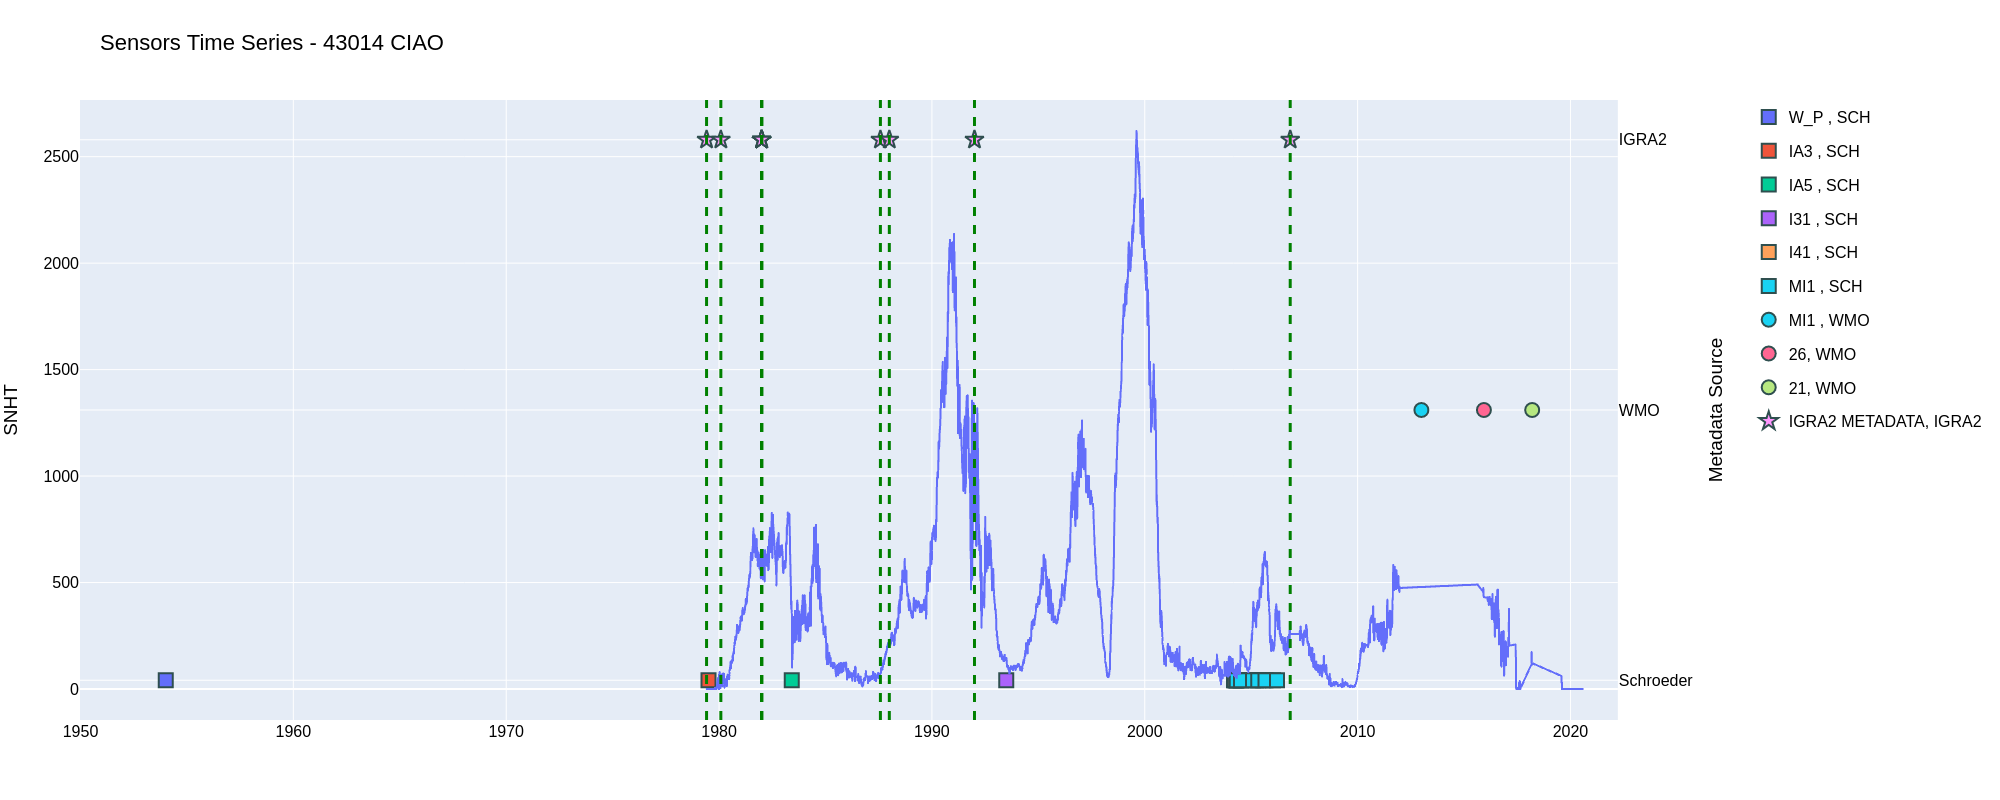 Sensors Time Series - 43014 CIAO
SNHT
2500
2000
1500
1000
500
0
1950
1960
1970
1980
1990
2000
2010
2020
IGRA2
WMO
Schroeder
Metadata Source
W_P , SCH
IA3 , SCH
IA5 , SCH
I31 , SCH
I41 , SCH
MI1 , SCH
MI1 , WMO
26, WMO
21, WMO
IGRA2 METADATA, IGRA2